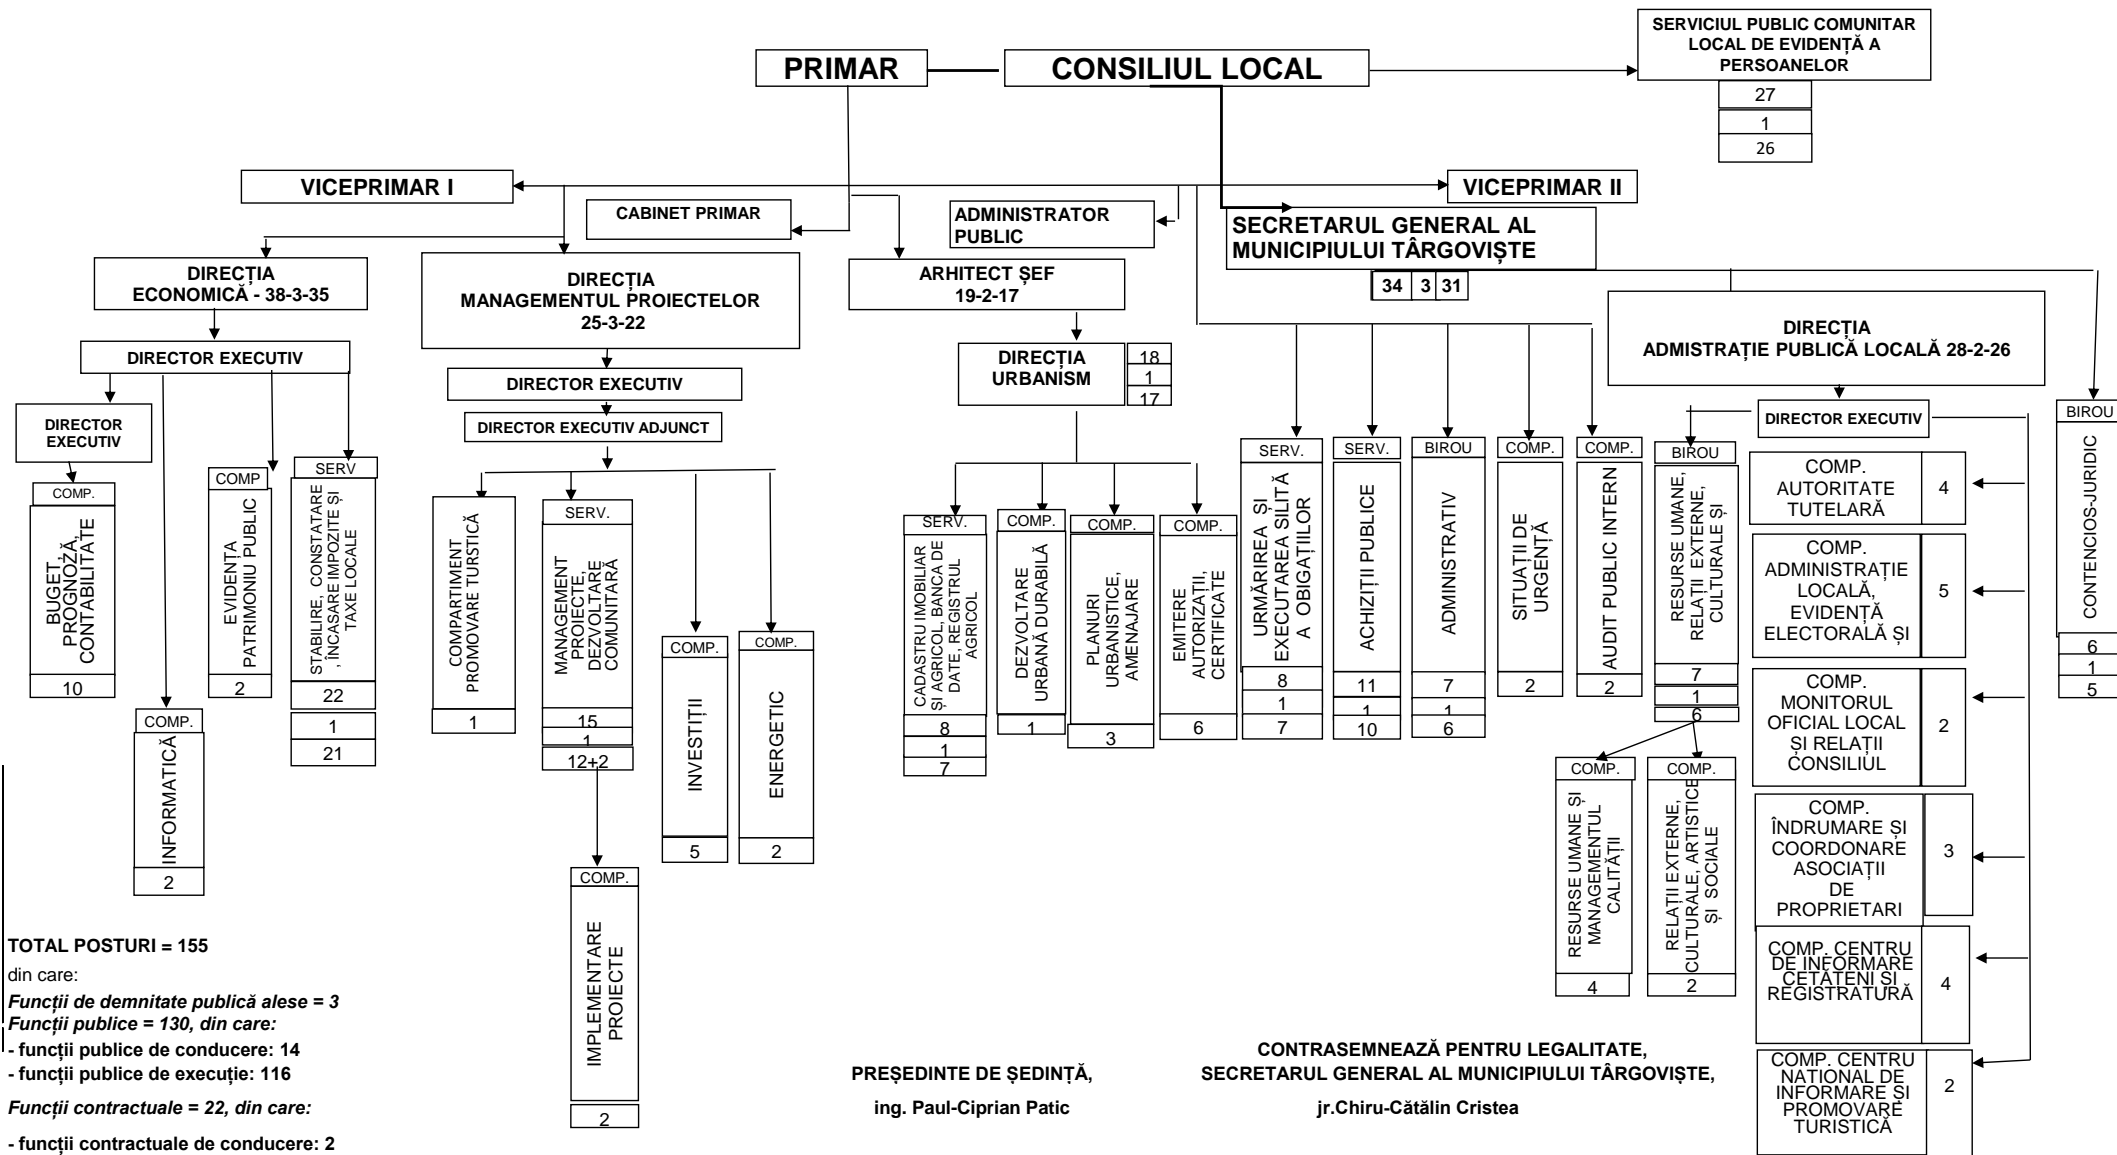 SERVICIUL PUBLIC COMUNITAR
LOCAL DE EVIDENȚĂ A
PERSOANELOR
27
1
26
PRIMAR
CONSILIUL LOCAL
VICEPRIMAR I
VICEPRIMAR II
CABINET PRIMAR
ADMINISTRATOR
PUBLIC
SECRETARUL GENERAL AL
MUNICIPIULUI TÂRGOVIȘTE
34 3 31
DIRECȚIA
ECONOMICĂ - 38-3-35
DIRECȚIA
MANAGEMENTUL PROIECTELOR
25-3-22
ARHITECT ȘEF
19-2-17
DIRECȚIA
ADMISTRAȚIE PUBLICĂ LOCALĂ 28-2-26
DIRECTOR EXECUTIV
DIRECTOR EXECUTIV
DIRECTOR EXECUTIV ADJUNCT
DIRECȚIA
URBANISM
18
1
17
DIRECTOR EXECUTIV
DIRECTOR
EXECUTIV
COMP.
BUGET,
PROGNOZĂ,
CONTABILITATE
10
COMP.
INFORMATICĂ
2
COMP
EVIDENȚA
PATRIMONIU PUBLIC
2
SERV
STABILIRE, CONSTATARE
, ÎNCASARE IMPOZITE ȘI
TAXE LOCALE
22
1
21
COMPARTIMENT
PROMOVARE TURSTICĂ
1
SERV.
MANAGEMENT
PROIECTE,
DEZVOLTARE
COMUNITARĂ
15
1
12+2
COMP.
IMPLEMENTARE
PROIECTE
2
COMP.
INVESTIȚII
5
COMP.
ENERGETIC
2
SERV.
CADASTRU IMOBILIAR
ȘI AGRICOL, BANCA DE
DATE, REGISTRUL
AGRICOL
8
1
7
COMP.
DEZVOLTARE
URBANĂ DURABILĂ
1
COMP.
PLANURI
URBANISTICE,
AMENAJARE
3
COMP.
EMITERE
AUTORIZAȚII,
CERTIFICATE
6
SERV.
URMĂRIREA ȘI
EXECUTAREA SILITĂ
A OBIGAȚIILOR
8
1
7
SERV.
ACHIZIȚII PUBLICE
11
1
10
BIROU
ADMINISTRATIV
7
1
6
COMP.
SITUAȚII DE
URGENȚĂ
2
COMP.
AUDIT PUBLIC INTERN
2
BIROU
RESURSE UMANE,
RELAȚII EXTERNE,
CULTURALE ȘI
7
1
6
COMP.
RESURSE UMANE ȘI
MANAGEMENTUL
CALITĂȚII
4
COMP.
RELAȚII EXTERNE,
CULTURALE, ARTISTICE
ȘI SOCIALE
2
COMP.
AUTORITATE
TUTELARĂ
4
COMP.
ADMINISTRAȚIE
LOCALĂ,
EVIDENȚĂ
ELECTORALĂ ȘI
5
COMP.
MONITORUL
OFICIAL LOCAL
ȘI RELAȚII
CONSILIUL
2
COMP.
ÎNDRUMARE ȘI
COORDONARE
ASOCIAȚII
DE
PROPRIETARI
3
COMP. CENTRU
DE INFORMARE
CETĂȚENI ȘI
REGISTRATURĂ
4
COMP. CENTRU
NAȚIONAL DE
INFORMARE ȘI
PROMOVARE
TURISTICĂ
2
BIROU
CONTENCIOS-JURIDIC
6
1
5
TOTAL POSTURI = 155
din care:
Funcții de demnitate publică alese = 3
Funcții publice = 130, din care:
- funcții publice de conducere: 14
- funcții publice de execuție: 116
Funcții contractuale = 22, din care:
- funcții contractuale de conducere: 2
PREȘEDINTE DE ȘEDINȚĂ,
ing. Paul-Ciprian Patic
CONTRASEMNEAZĂ PENTRU LEGALITATE,
SECRETARUL GENERAL AL MUNICIPIULUI TÂRGOVIȘTE,
jr.Chiru-Cătălin Cristea